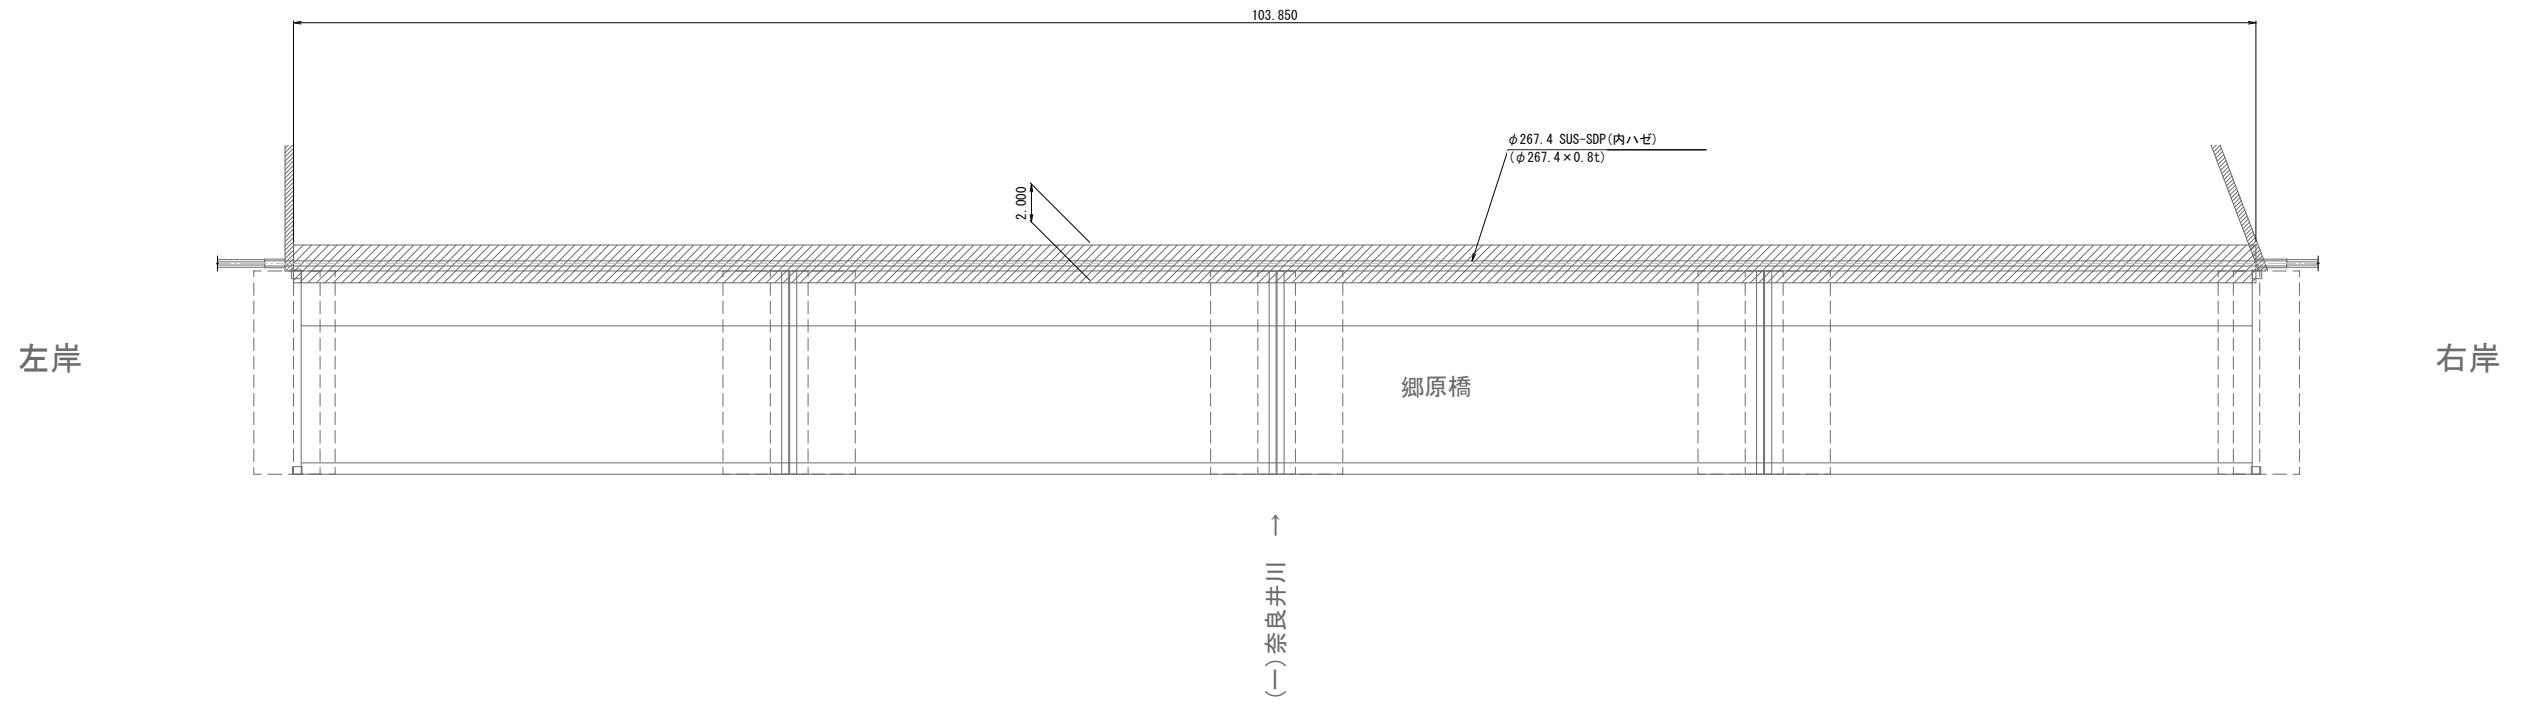 103.850
φ267.4 SUS-SDP(内ハゼ)
(φ267.4×0.8t)
2.000
左岸
右岸
郷原橋
(一)奈良井川 →